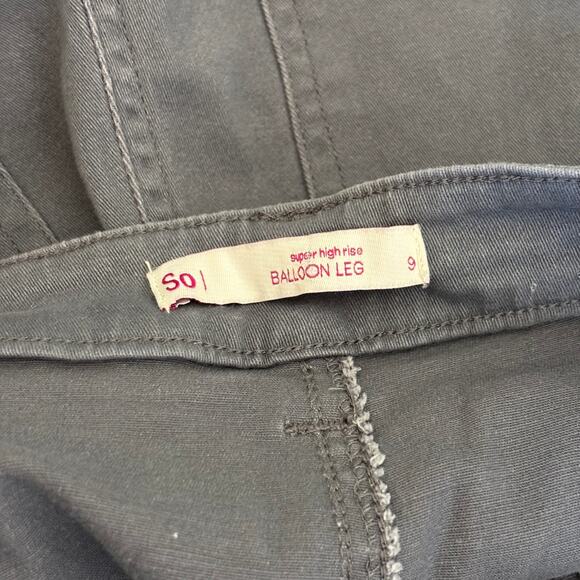 SO |
super high rise
BALLOON LEG
9